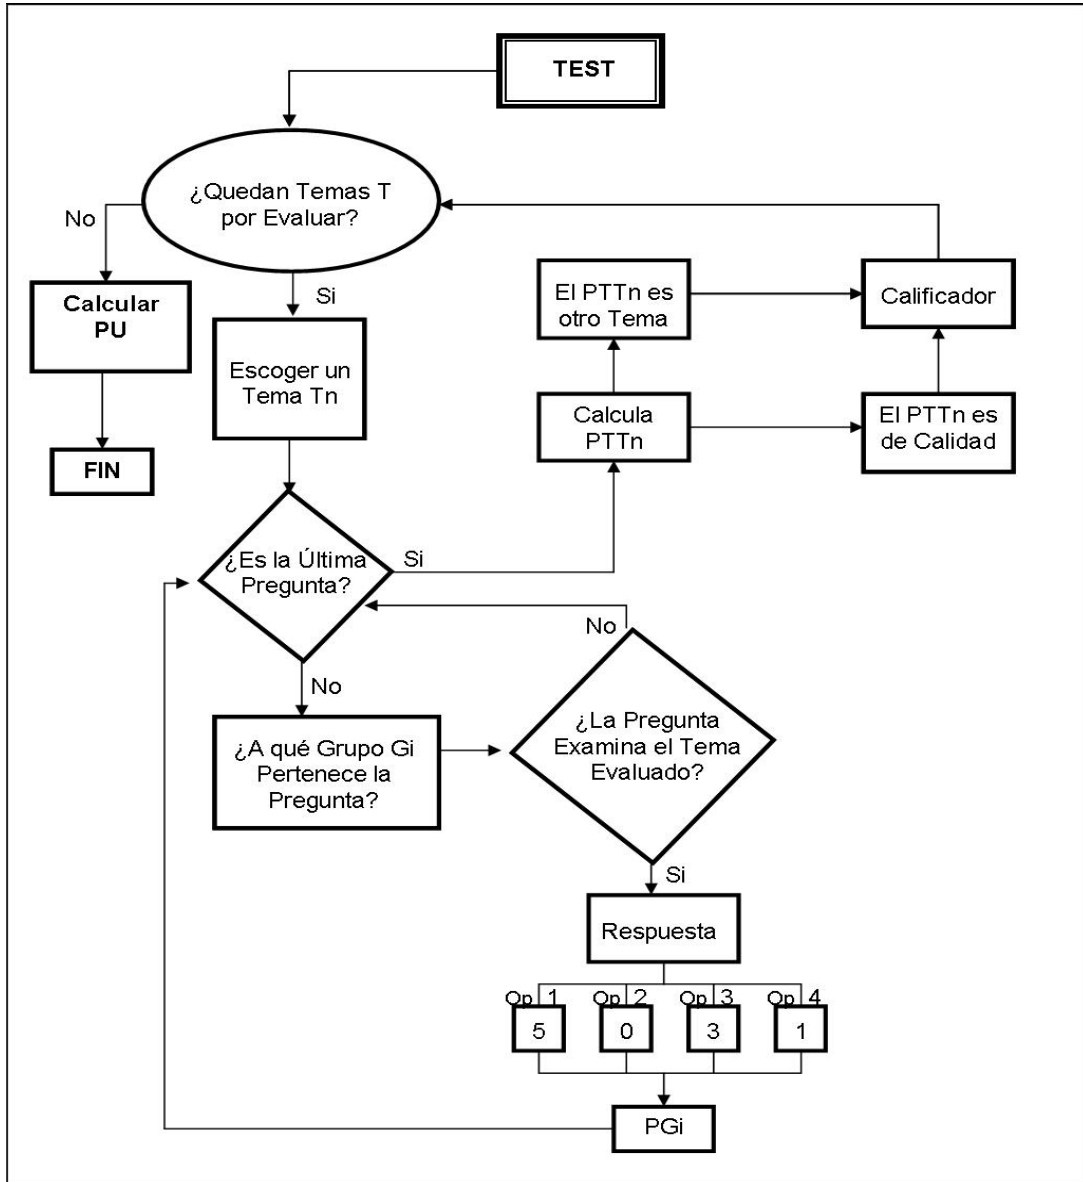 TEST
¿Quedan Temas T
por Evaluar?
No
Si
Calcular
PU
FIN
Escoger un
Tema Tn
El PTTn es
otro Tema
Calificador
Calcula
PTTn
El PTTn es
de Calidad
¿Es la Última
Pregunta?
Si
No
No
¿A qué Grupo Gi
Pertenece la
Pregunta?
¿La Pregunta
Examina el Tema
Evaluado?
Si
Respuesta
Op 1
Op 2
Op 3
Op 4
5
0
3
1
PGi